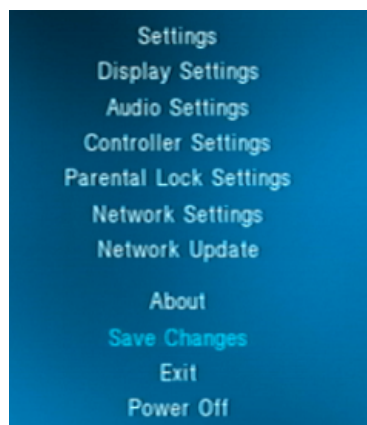 Settings
Display Settings
Audio Settings
Controller Settings
Parental Lock Settings
Network Settings
Network Update
About
Save Changes
Exit
Power Off